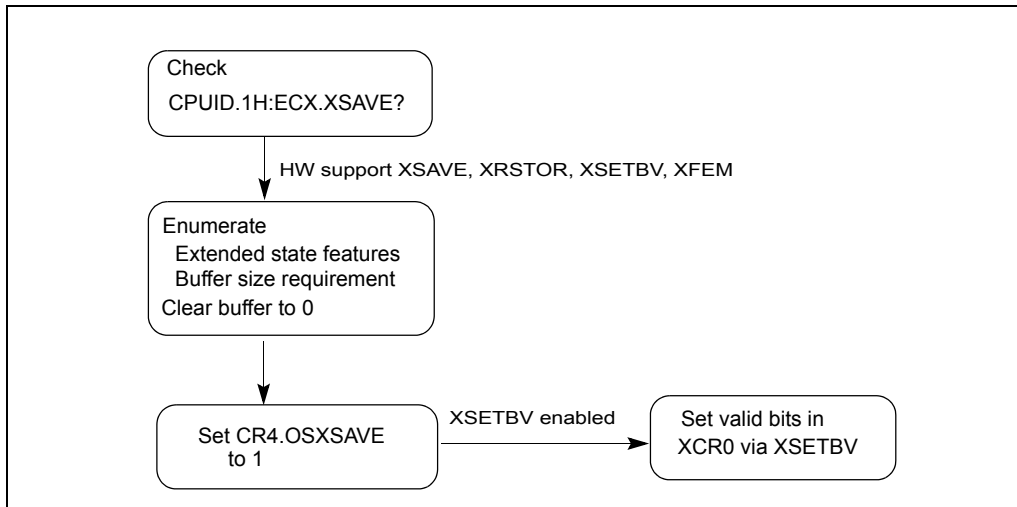 Check
CPUID.1H:ECX.XSAVE?
HW support XSAVE, XRSTOR, XSETBV, XFEM
Enumerate
Extended state features
Buffer size requirement
Clear buffer to 0
Set CR4.OSXSAVE
to 1
XSETBV enabled
Set valid bits in
XCR0 via XSETBV